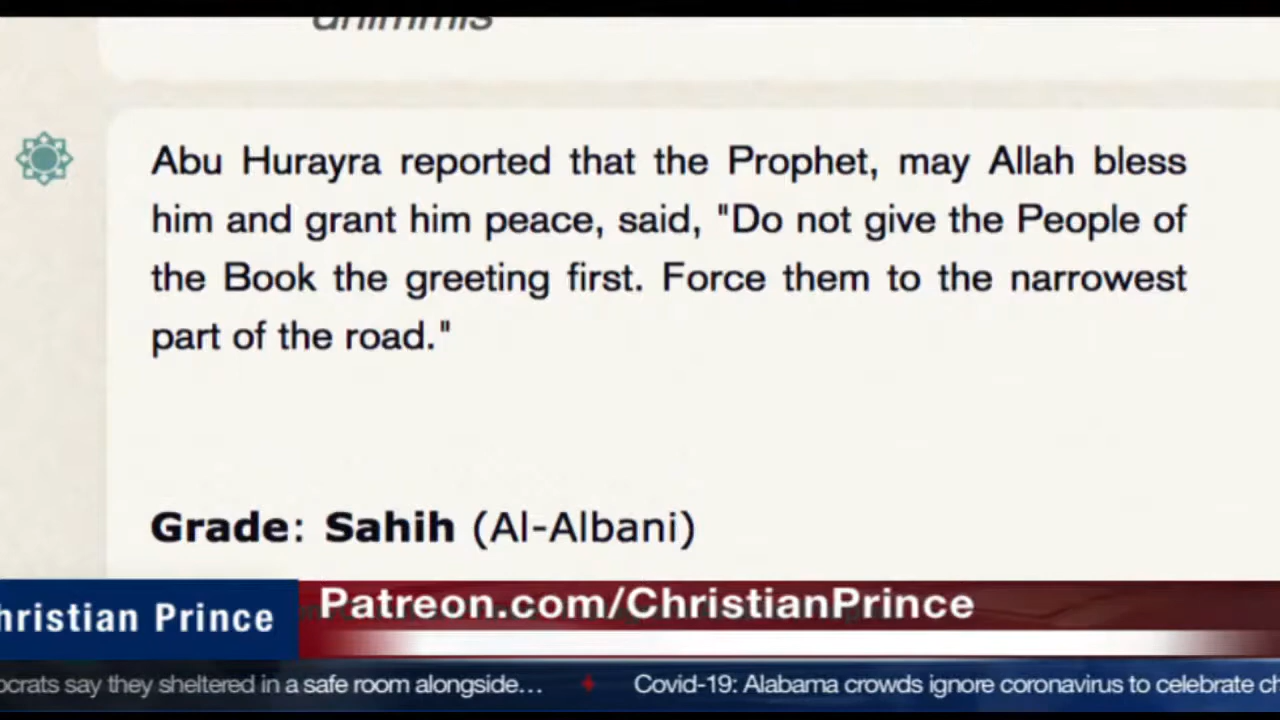 dhimmis
Abu Hurayra reported that the Prophet, may Allah bless
him and grant him peace, said, "Do not give the People of
the Book the greeting first. Force them to the narrowest
part of the road."
Grade: Sahih (Al-Albani)
hristian Prince
Patreon.com/ChristianPrince
ocrats say they sheltered in a safe room alongside... Covid-19: Alabama crowds ignore coronavirus to celebrate ch